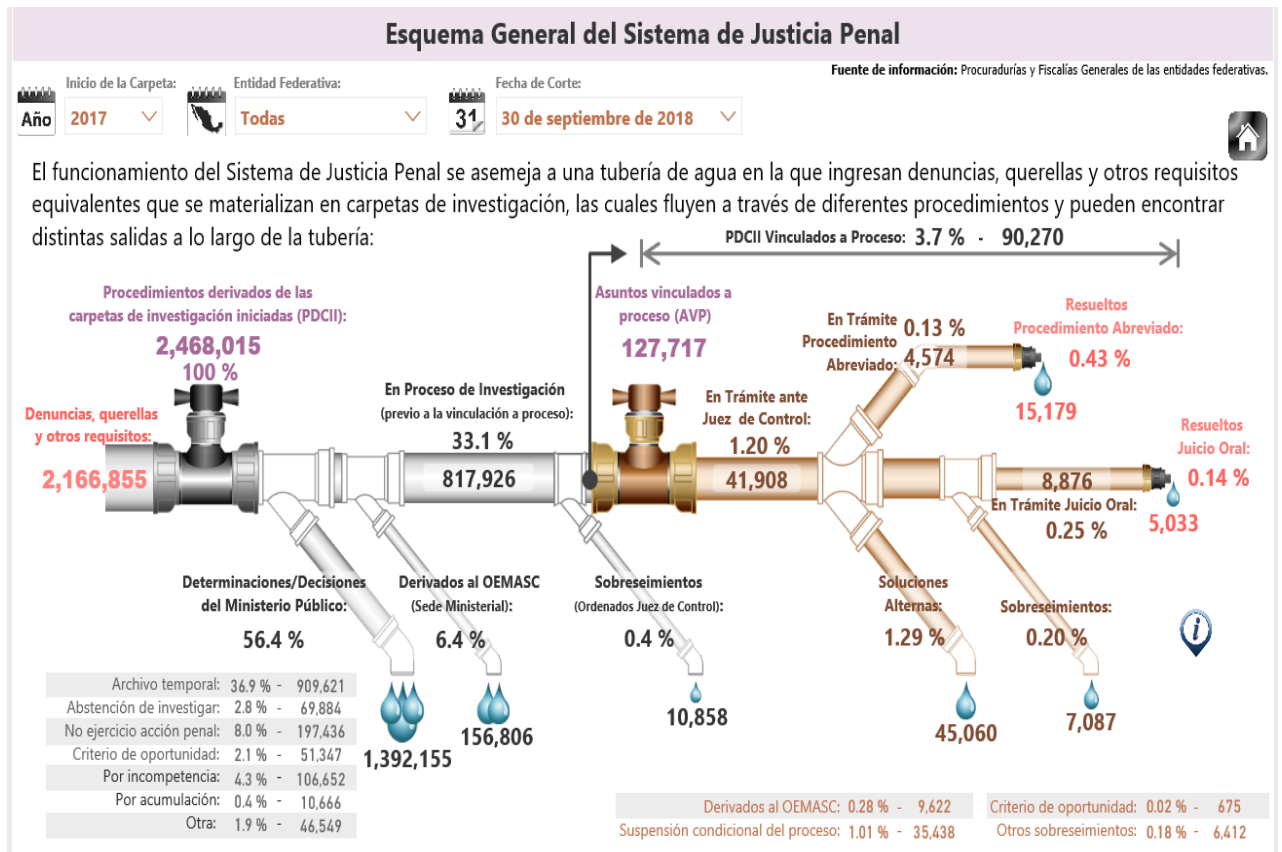 Esquema General del Sistema de Justicia Penal
Fuente de información: Procuradurías y Fiscalías Generales de las entidades federativas.
Inicio de la Carpeta:
Entidad Federativa:
Fecha de Corte:
Año
2017
Todas
31
30 de septiembre de 2018
El funcionamiento del Sistema de Justicia Penal se asemeja a una tubería de agua en la que ingresan denuncias, querellas y otros requisitos
equivalentes que se materializan en carpetas de investigación, las cuales fluyen a través de diferentes procedimientos y pueden encontrar
distintas salidas a lo largo de la tubería:
PDCII Vinculados a Proceso: 3.7 % - 90,270
Procedimientos derivados de las
carpetas de investigación iniciadas (PDCII):
2,468,015
100 %
Denuncias, querellas
y otros requisitos:
2,166,855
En Proceso de Investigación
(previo a la vinculación a proceso):
33.1 %
817,926
Asuntos vinculados a
proceso (AVP)
127,717
En Trámite ante
Juez de Control:
1.20 %
41,908
En Trámite
Procedimiento
Abreviado:
0.13 %
4,574
Resueltos
Procedimiento Abreviado:
0.43 %
15,179
Resueltos
Juicio Oral:
0.14 %
5,033
8,876
En Trámite Juicio Oral:
0.25 %
Determinaciones/Decisiones
del Ministerio Público:
56.4 %
Derivados al OEMASC
(Sede Ministerial):
6.4 %
Sobreseimientos
(Ordenados Juez de Control):
0.4 %
Soluciones
Alternas:
1.29 %
Sobreseimientos:
0.20 %
i
Archivo temporal: 36.9 % - 909,621
Abstención de investigar: 2.8 % - 69,884
No ejercicio acción penal: 8.0 % - 197,436
Criterio de oportunidad: 2.1 % - 51,347
Por incompetencia: 4.3 % - 106,652
Por acumulación: 0.4 % - 10,666
Otra: 1.9 % - 46,549
1,392,155
156,806
10,858
45,060
7,087
Derivados al OEMASC: 0.28 % - 9,622
Suspensión condicional del proceso: 1.01 % - 35,438
Criterio de oportunidad: 0.02 % - 675
Otros sobreseimientos: 0.18 % - 6,412